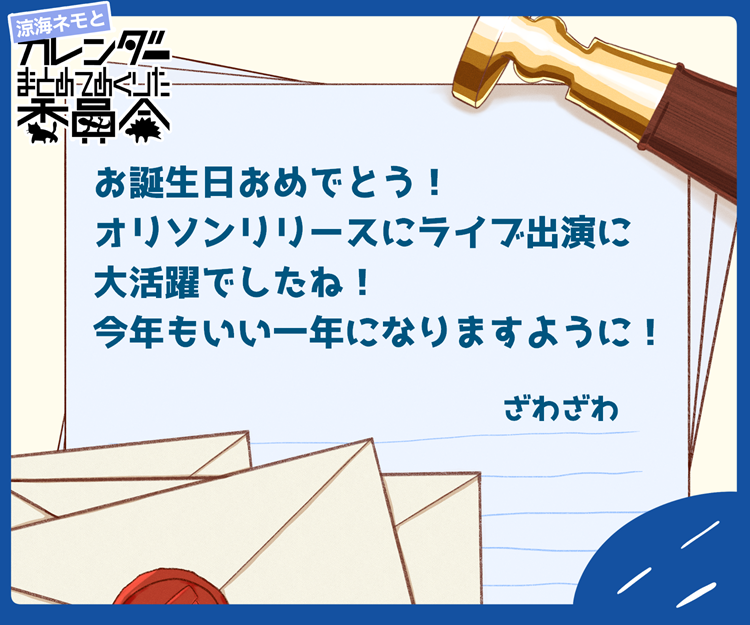 涼海ネモと
カレンダー
まとめてめくりた
委員会
お誕生日おめでとう！
オリソンリリースにライブ出演に
大活躍でしたね！
今年もいい一年になりますように！
ざわざわ